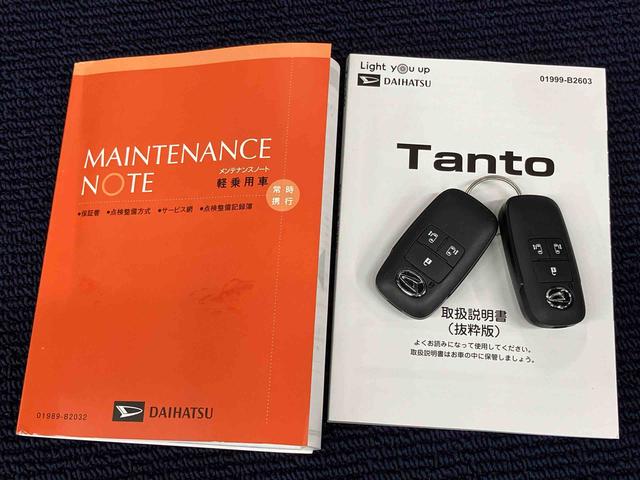 MAINTENANCE
NOTE
メンテナンスノート
軽乗用車
常時
携行
•保証書 •点検整備方式 •サービス網 •点検整備記録簿
01989-B2032
DAIHATSU
Light you up
DAIHATSU
01999-B2603
Tanto
取扱説明書
（抜粋版）
よくお読みになって使用してください。
取扱説明書はお車の中に保管しましょう。